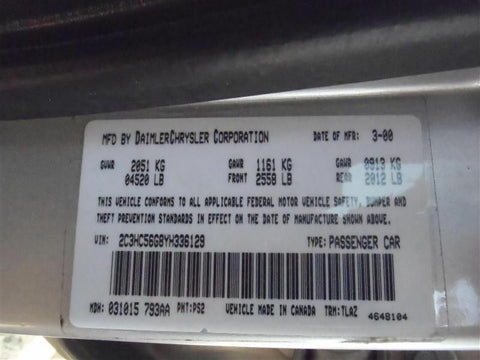 MFD BY DAIMLERCHRYSLER CORPORATION DATE OF MFR: 3-00
GVWR 2051 KG GAWR 1161 KG GAWR 0913 KG
04520 LB FRONT 2558 LB REAR 2012 LB
THIS VEHICLE CONFORMS TO ALL APPLICABLE FEDERAL MOTOR VEHICLE SAFETY, BUMPER AND
THEFT PREVENTION STANDARDS IN EFFECT ON THE DATE OF MANUFACTURE SHOWN ABOVE.
VIN: 2C3HC56G8YH336129 TYPE: PASSENGER CAR
MDH: 031015 793AA PNT: PS2 VEHICLE MADE IN CANADA TRM: TLAZ
4648104